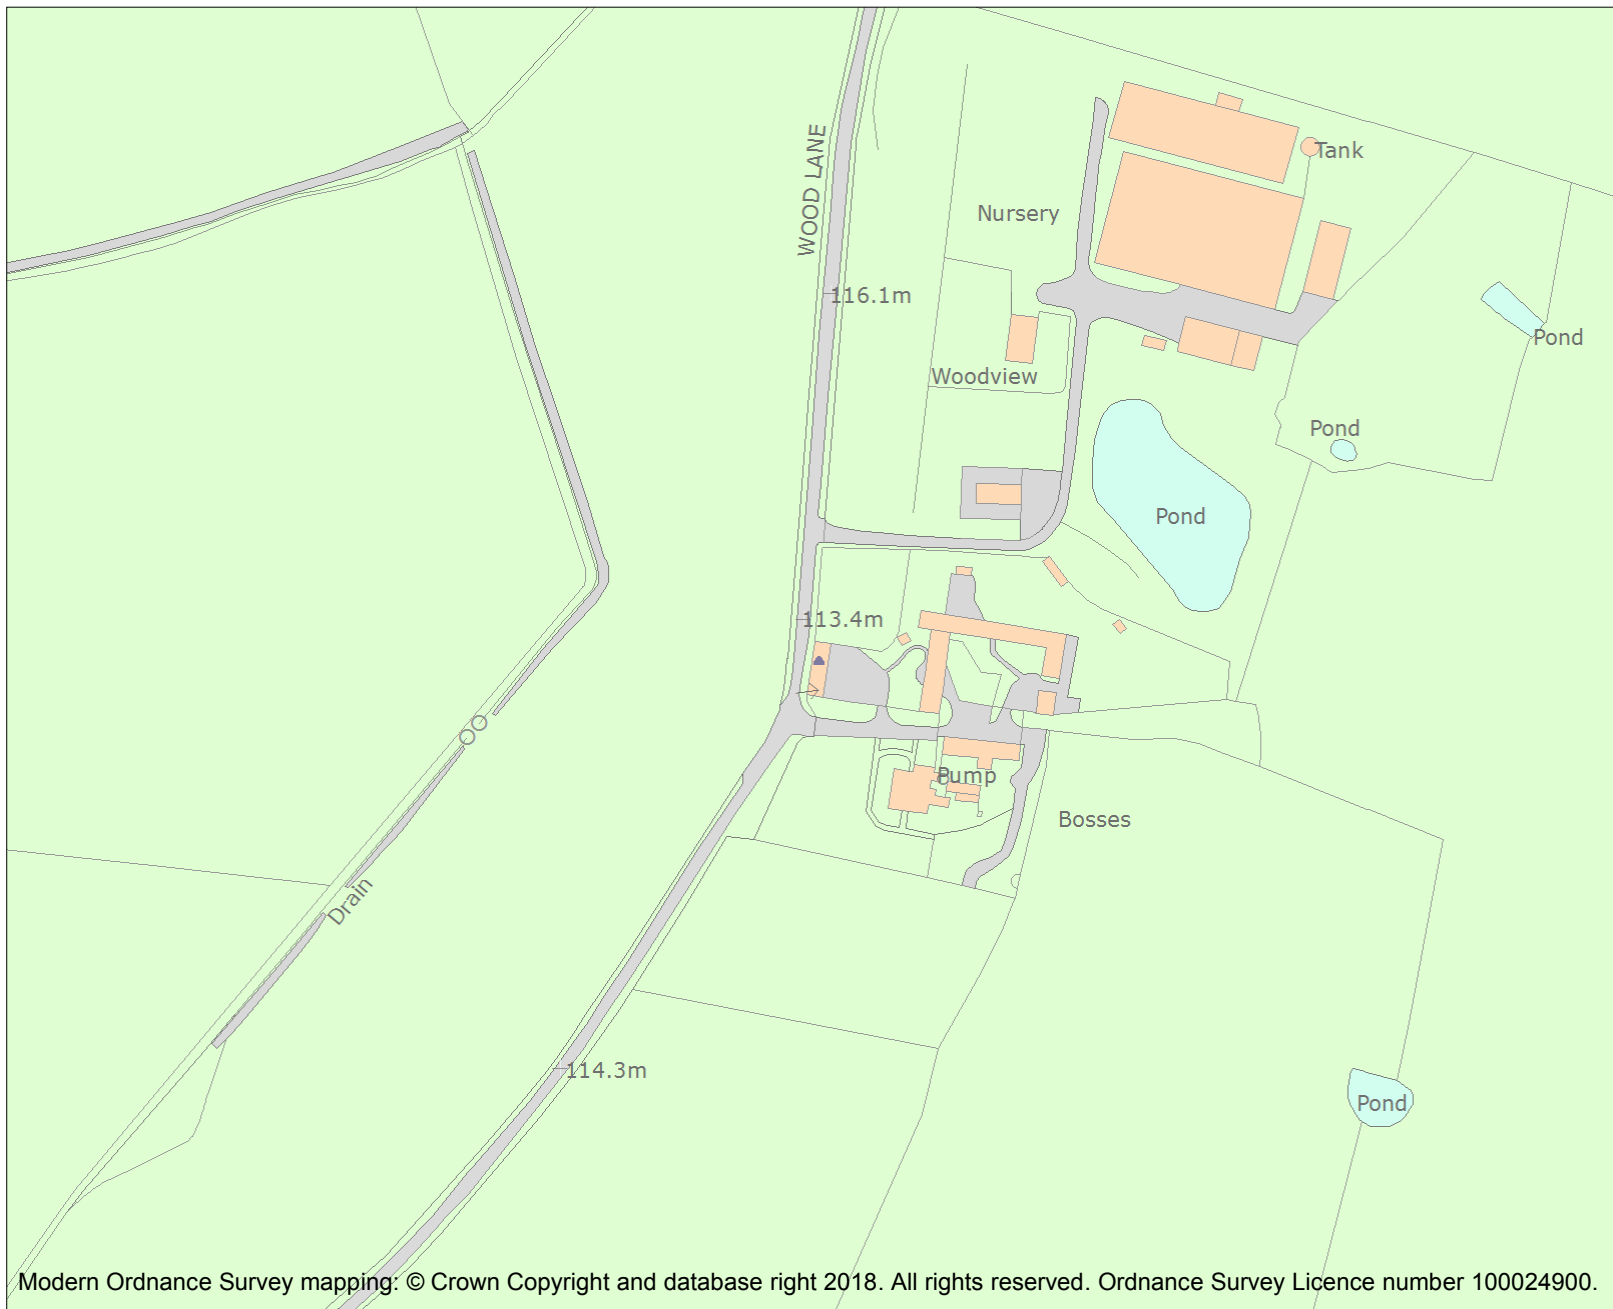 WOOD LANE
Tank
Nursery
116.1m
Pond
Woodview
Pond
Pond
113.4m
Pump
Bosses
Drain
114.3m
Pond
Modern Ordnance Survey mapping: © Crown Copyright and database right 2018. All rights reserved. Ordnance Survey Licence number 100024900.